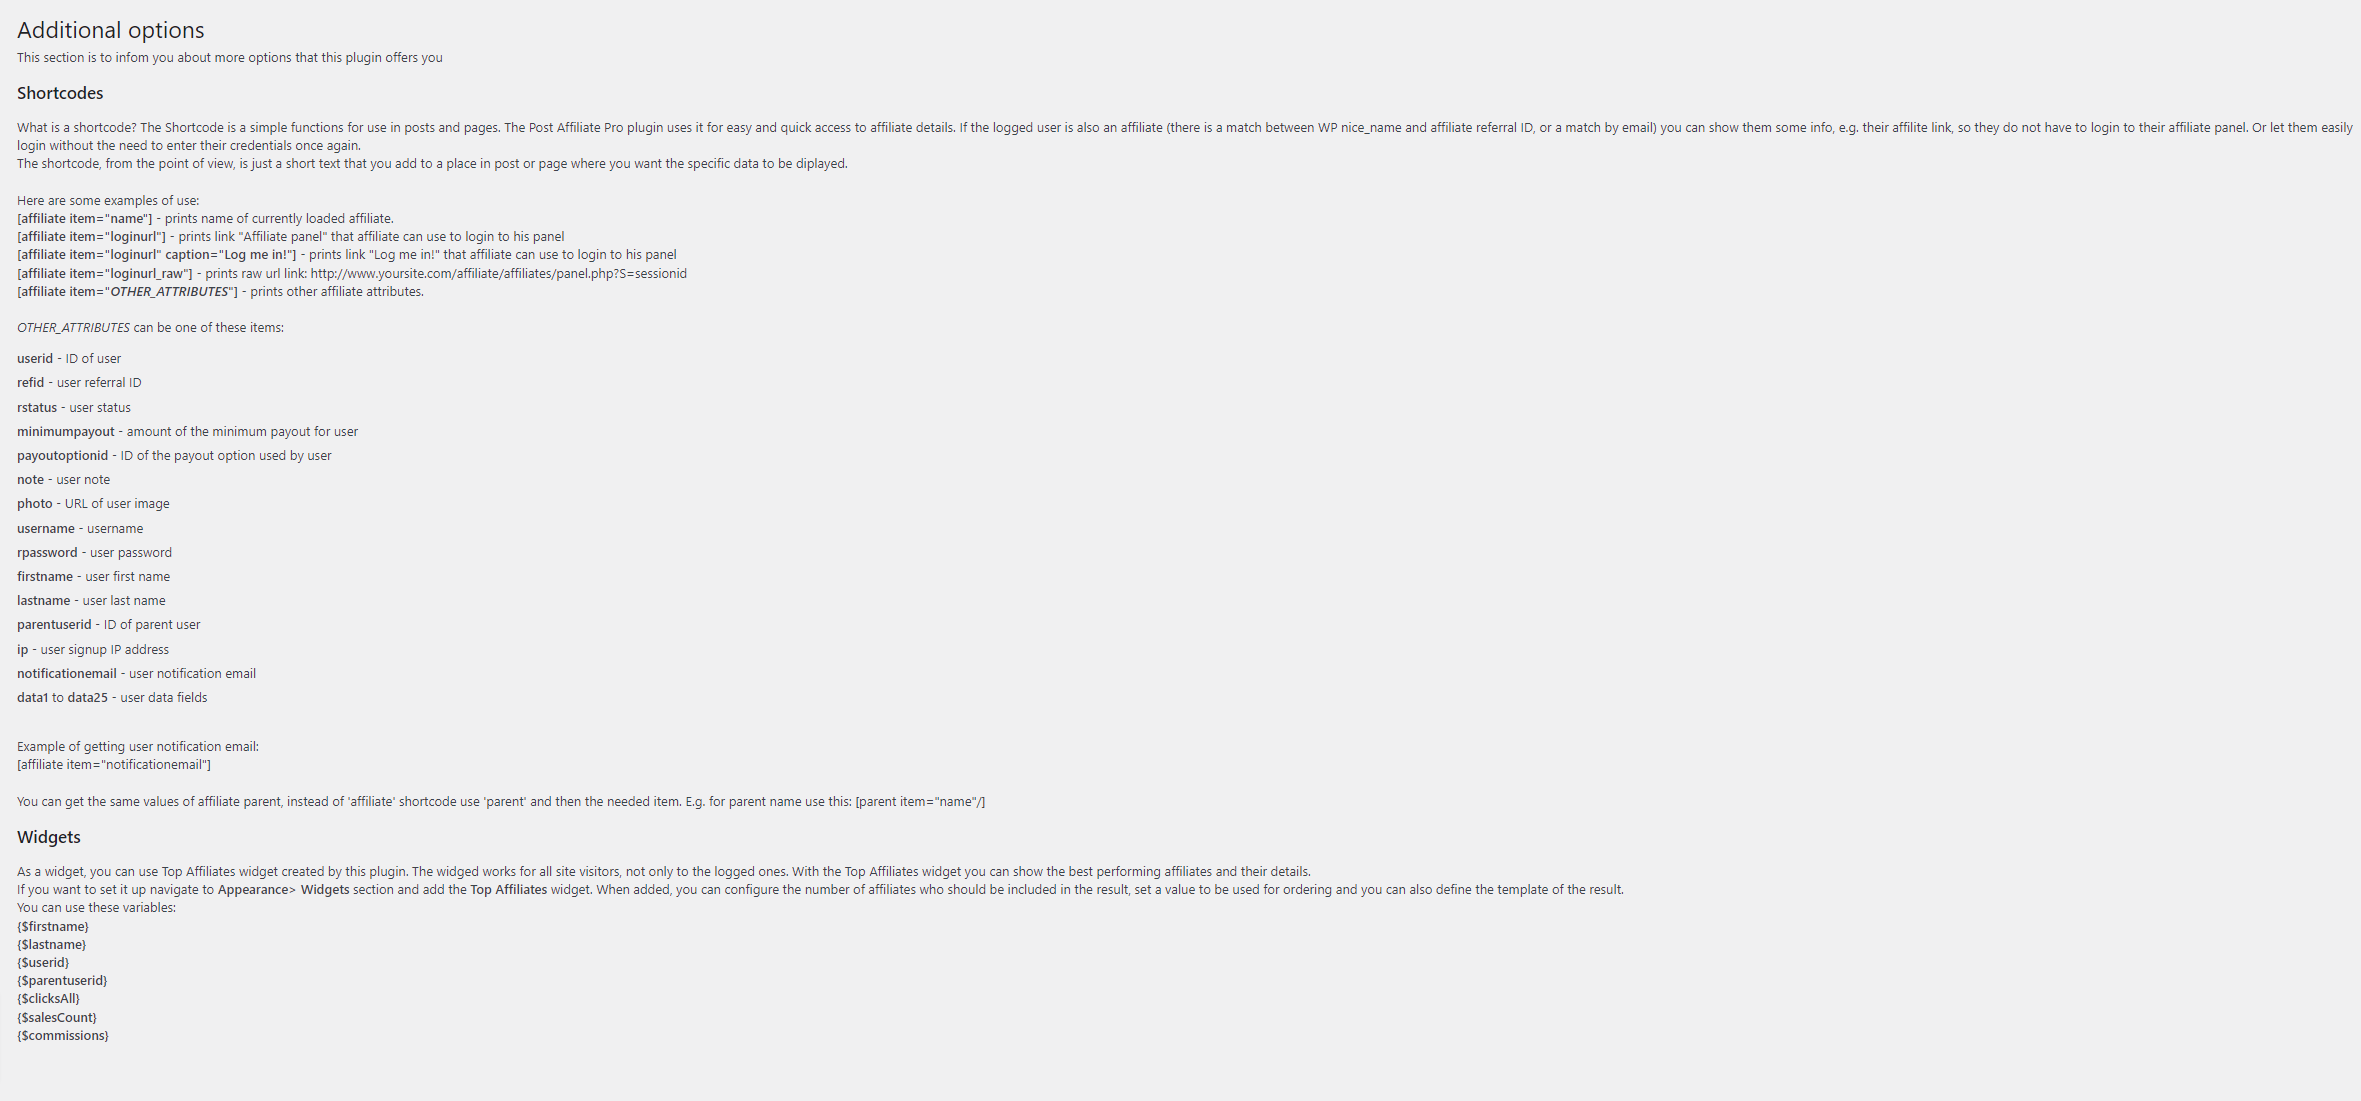 Additional options
This section is to infom you about more options that this plugin offers you
Shortcodes
What is a shortcode? The Shortcode is a simple functions for use in posts and pages. The Post Affiliate Pro plugin uses it for easy and quick access to affiliate details. If the logged user is also an affiliate (there is a match between WP nice_name and affiliate referral ID, or a match by email) you can show them some info, e.g. their affilite link, so they do not have to login to their affiliate panel. Or let them easily
login without the need to enter their credentials once again.
The shortcode, from the point of view, is just a short text that you add to a place in post or page where you want the specific data to be diplayed.
Here are some examples of use:
[affiliate item="name"] - prints name of currently loaded affiliate.
[affiliate item="loginurl"] - prints link "Affiliate panel" that affiliate can use to login to his panel
[affiliate item="loginurl" caption="Log me in!"] - prints link "Log me in!" that affiliate can use to login to his panel
[affiliate item="loginurl_raw"] - prints raw url link: http://www.yoursite.com/affiliate/affiliates/panel.php?S=sessionid
[affiliate item="OTHER_ATTRIBUTES"] - prints other affiliate attributes.
OTHER_ATTRIBUTES can be one of these items:
userid - ID of user
refid - user referral ID
rstatus - user status
minimumpayout - amount of the minimum payout for user
payoutoptionid - ID of the payout option used by user
note - user note
photo - URL of user image
username - username
rpassword - user password
firstname - user first name
lastname - user last name
parentuserid - ID of parent user
ip - user signup IP address
notificationemail - user notification email
data1 to data25 - user data fields
Example of getting user notification email:
[affiliate item="notificationemail"]
You can get the same values of affiliate parent, instead of 'affiliate' shortcode use 'parent' and then the needed item. E.g. for parent name use this: [parent item="name"/]
Widgets
As a widget, you can use Top Affiliates widget created by this plugin. The widged works for all site visitors, not only to the logged ones. With the Top Affiliates widget you can show the best performing affiliates and their details.
If you want to set it up navigate to Appearance> Widgets section and add the Top Affiliates widget. When added, you can configure the number of affiliates who should be included in the result, set a value to be used for ordering and you can also define the template of the result.
You can use these variables:
{$firstname}
{$lastname}
{$userid}
{$parentuserid}
{$clicksAll}
{$salesCount}
{$commissions}